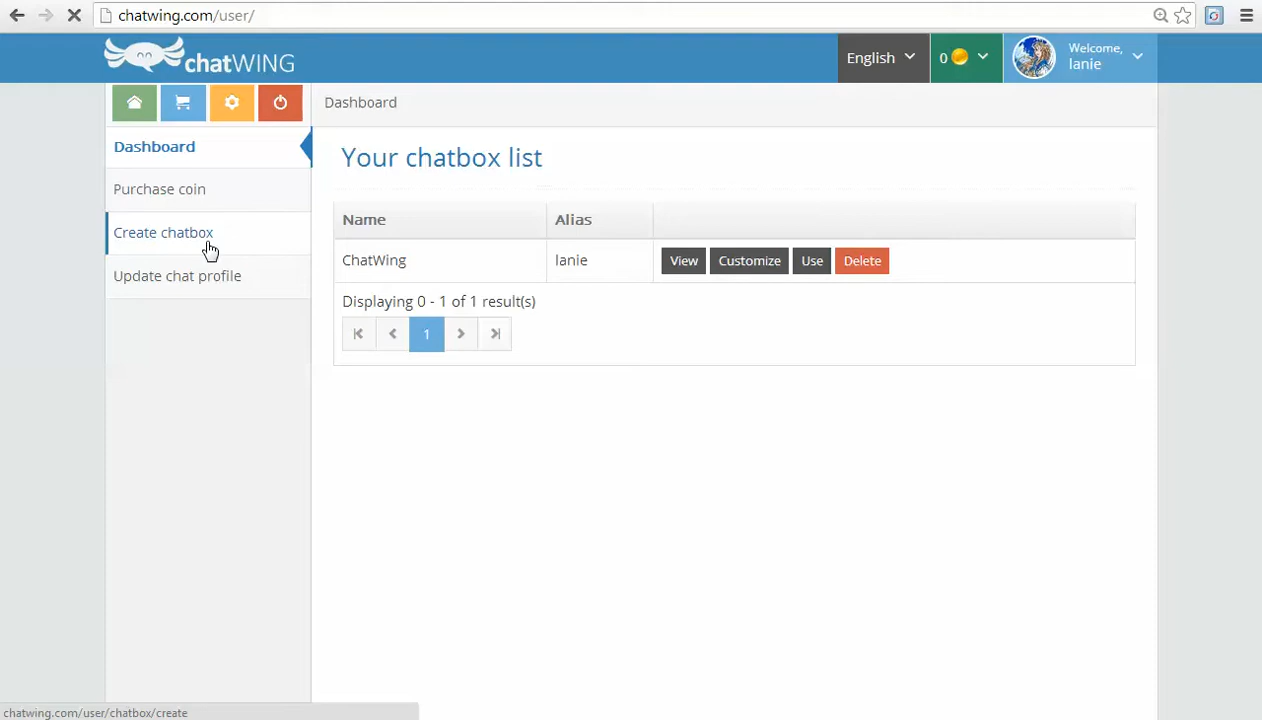 chatwing.com/user/
chatWING
English
0
Welcome,
lanie
Dashboard
Dashboard
Purchase coin
Create chatbox
Update chat profile
Your chatbox list
Name Alias
ChatWing lanie View Customize Use Delete
Displaying 0 - 1 of 1 result(s)
1
chatwing.com/user/chatbox/create